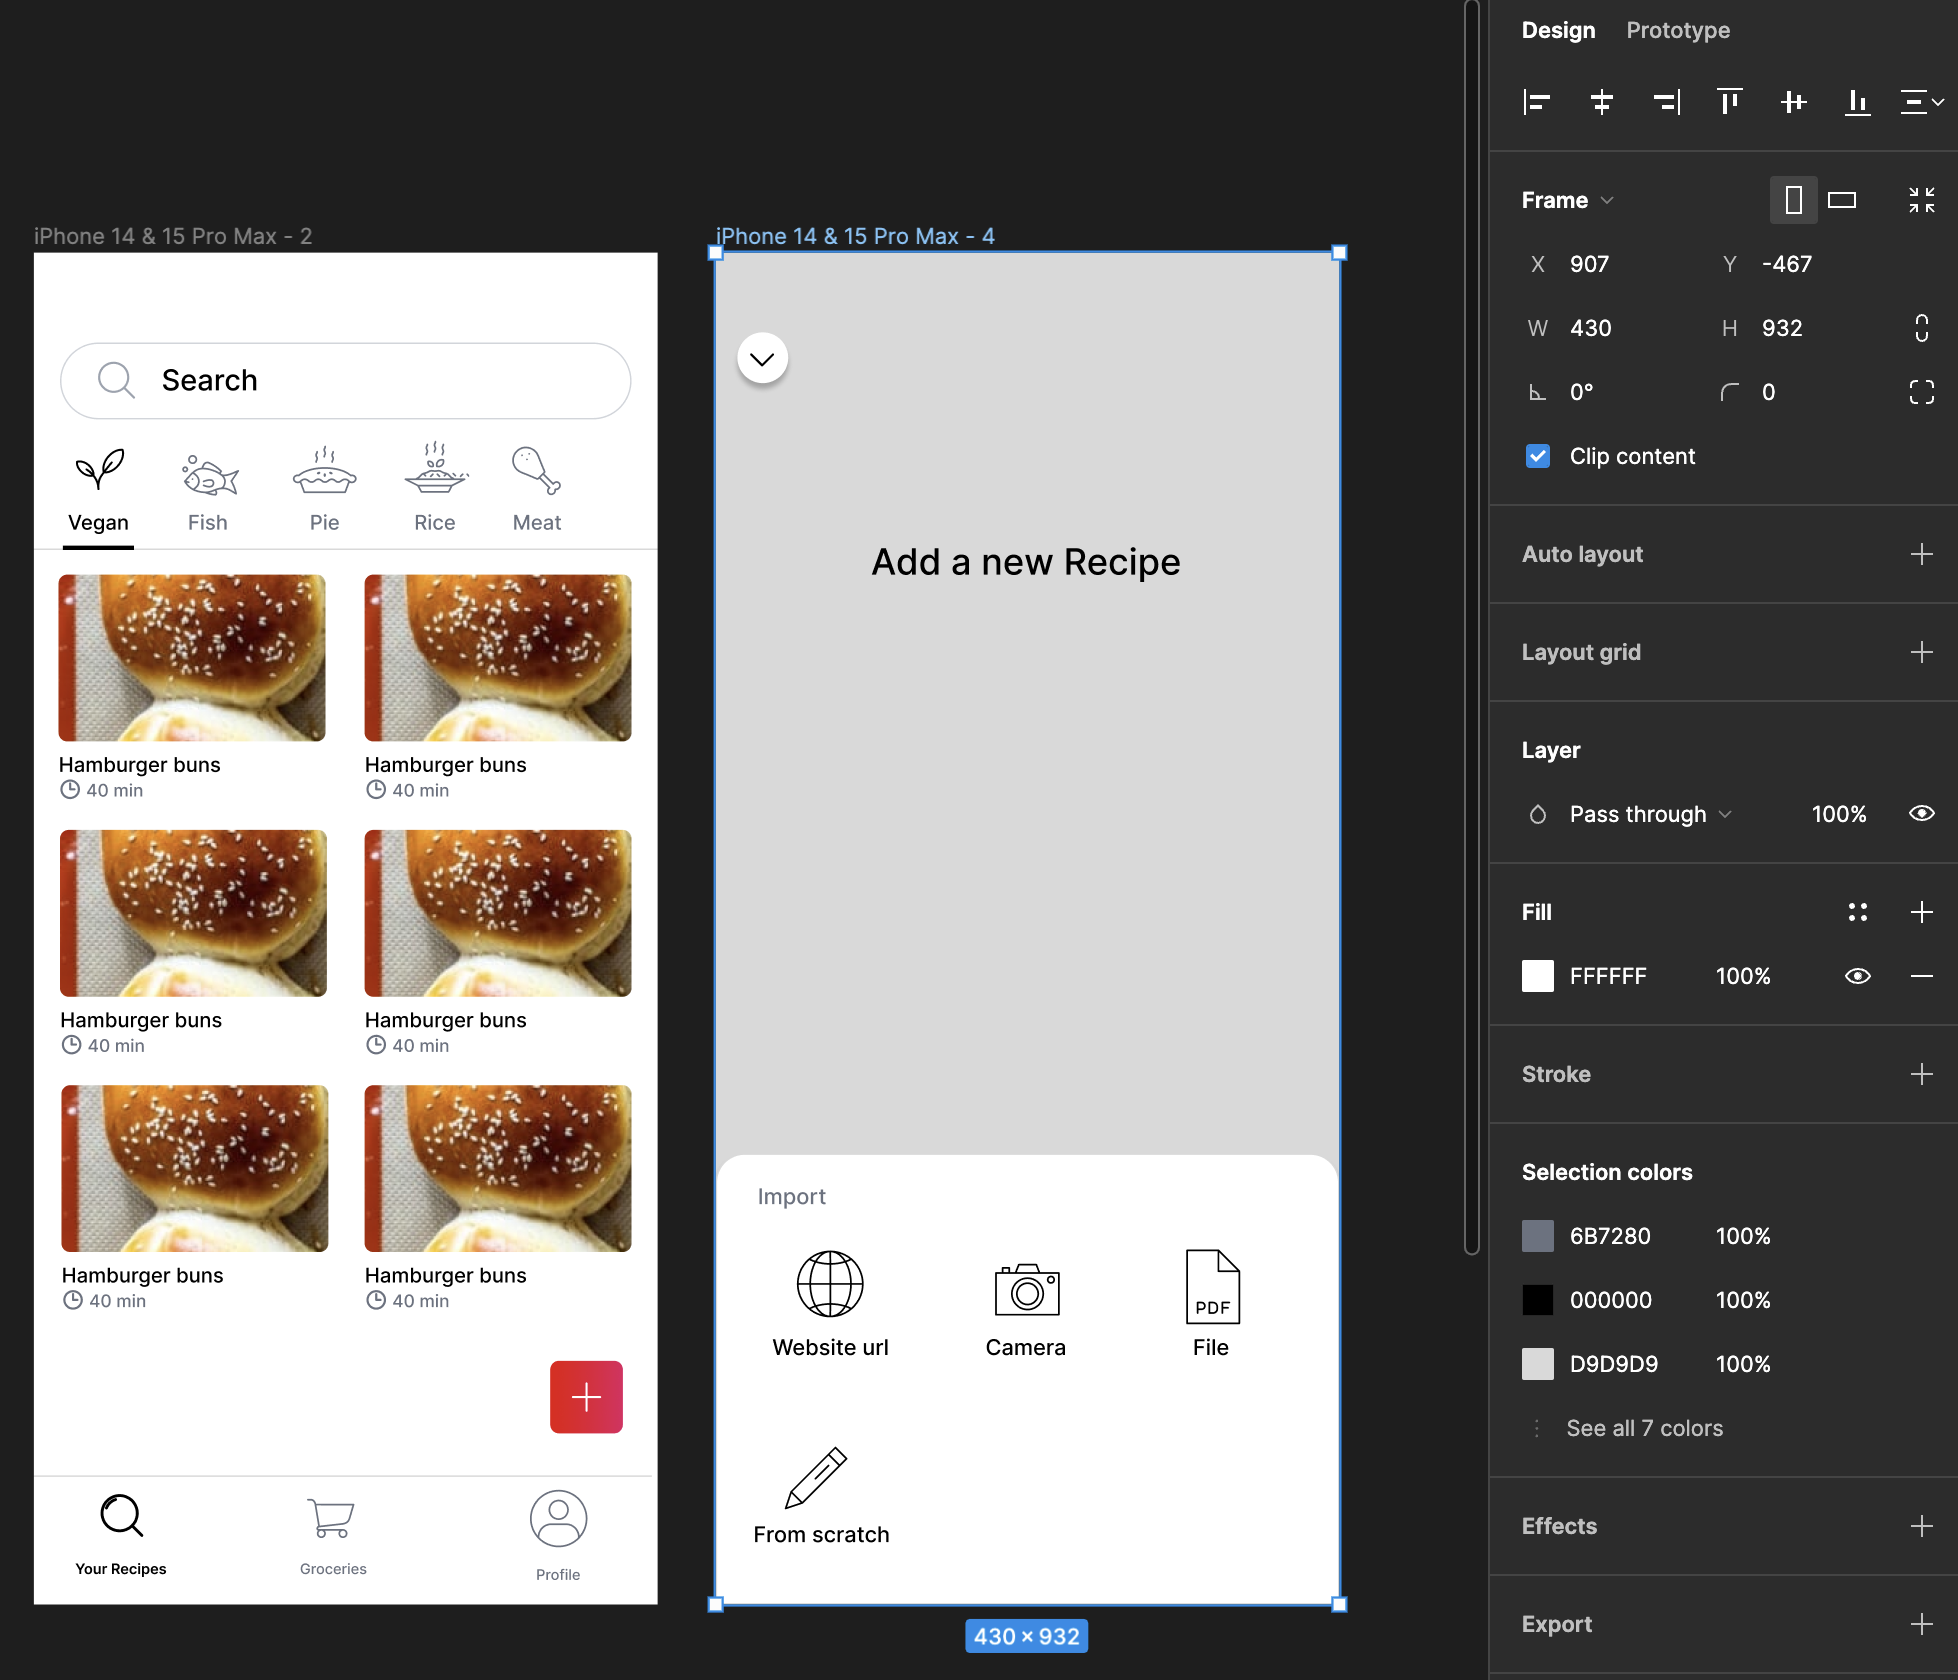 Design Prototype
Frame
X 907 Y -467
W 430 H 932
0° 0
Clip content
Auto layout
Layout grid
Layer
Pass through 100%
Fill
FFFFFF 100%
Stroke
Selection colors
6B7280 100%
000000 100%
D9D9D9 100%
See all 7 colors
Effects
Export
iPhone 14 & 15 Pro Max - 2
Search
Vegan Fish Pie Rice Meat
Hamburger buns Hamburger buns
40 min 40 min
Hamburger buns Hamburger buns
40 min 40 min
Hamburger buns Hamburger buns
40 min 40 min
Your Recipes Groceries Profile
iPhone 14 & 15 Pro Max - 4
Add a new Recipe
Import
PDF
Website url Camera File
From scratch
430 × 932